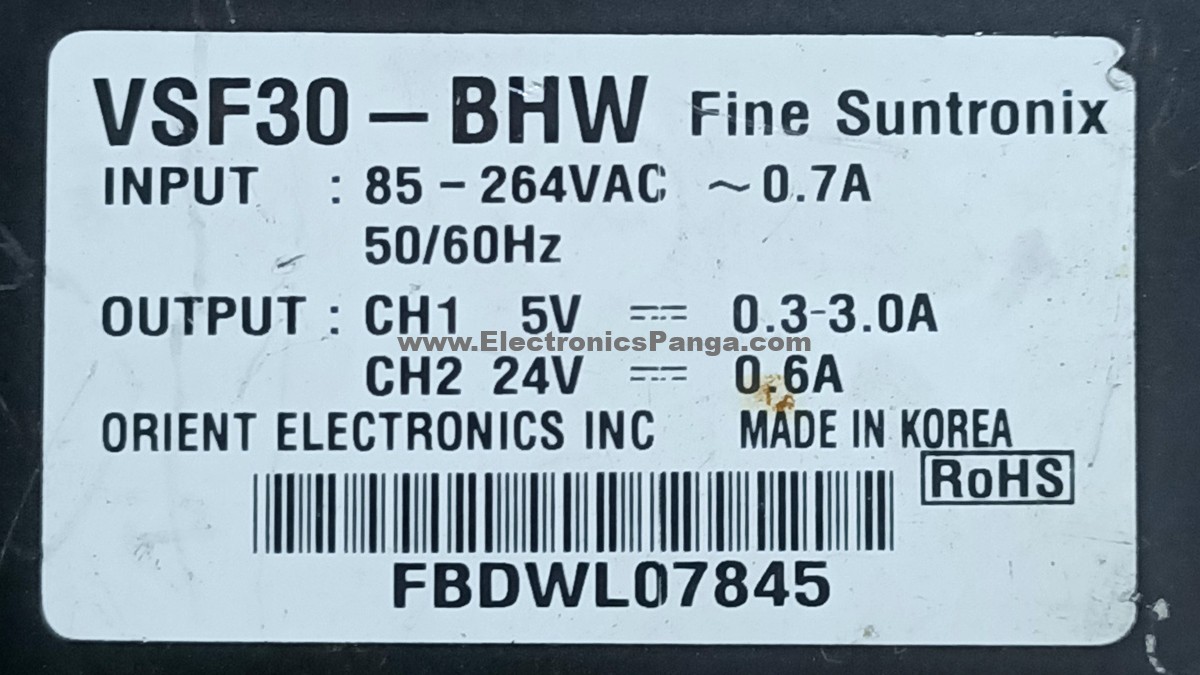 VSF30-BHW Fine Suntronix
INPUT : 85-264VAC ~0.7A
50/60Hz
OUTPUT : CH1 5V ⎓ 0.3-3.0A
www.ElectronicsPanga.com
CH2 24V ⎓ 0.6A
ORIENT ELECTRONICS INC MADE IN KOREA
RoHS
FBDWL07845